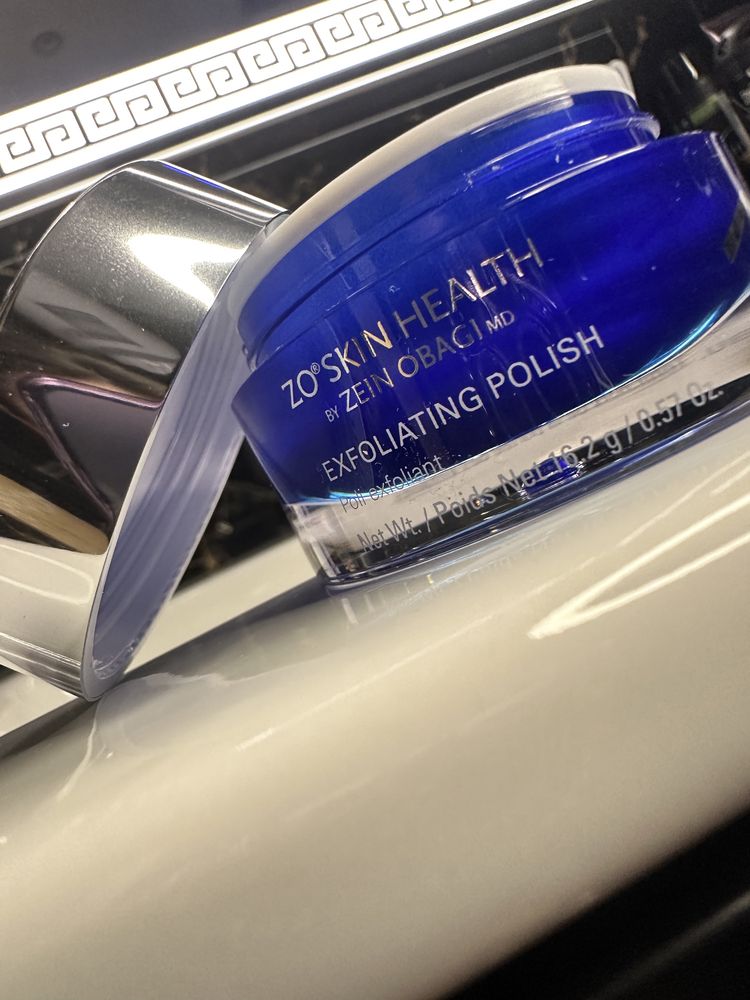 ZO® SKIN HEALTH
BY ZEIN OBAGI MD
EXFOLIATING POLISH
Poli exfoliant
Net Wt. / Poids Net 16.2 g / 0.57 Oz.